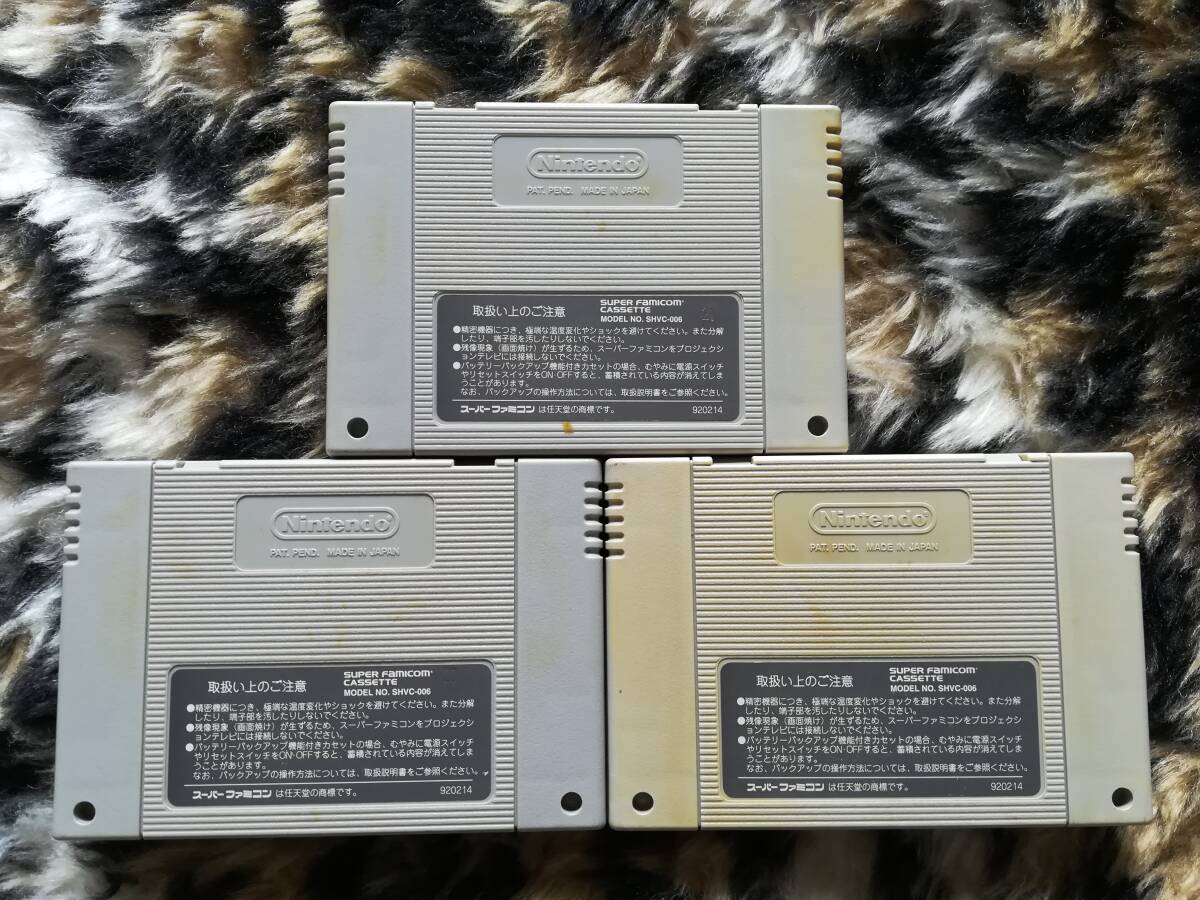 Nintendo
PAT. PEND. MADE IN JAPAN
取扱い上のご注意
SUPER FAMICOM
CASSETTE
MODEL NO. SHVC-006
21
●精密機器につき、極端な温度変化やショックを避けてください。また分解
したり、端子部を汚したりしないでください。
●残像現象(画面焼け)が生ずるため、スーパーファミコンをプロジェクシ
ョンテレビには接続しないでください。
●バッテリーバックアップ機能付きカセットの場合、むやみに電源スイッチ
やリセットスイッチをON·OFFすると、蓄積されている内容が消えてしま
うことがあります。
なお、バックアップの操作方法については、取扱説明書をご参照ください。
スーパーファミコン は任天堂の商標です。 920214
Nintendo
PAT. PEND. MADE IN JAPAN
取扱い上のご注意
SUPER FAMICOM
CASSETTE
MODEL NO. SHVC-006
●精密機器につき、極端な温度変化やショックを避けてください。また分解
したり、端子部を汚したりしないでください。
●残像現象(画面焼け)が生ずるため、スーパーファミコンをプロジェクシ
ョンテレビには接続しないでください。
●バッテリーバックアップ機能付きカセットの場合、むやみに電源スイッチ
やリセットスイッチをON·OFFすると、蓄積されている内容が消えてしま
うことがあります。
なお、バックアップの操作方法については、取扱説明書をご参照ください。
スーパーファミコン は任天堂の商標です。 920214
Nintendo
PAT. PEND. MADE IN JAPAN
取扱い上のご注意
SUPER FAMICOM
CASSETTE
MODEL NO. SHVC-006
●精密機器につき、極端な温度変化やショックを避けてください。また分解
したり、端子部を汚したりしないでください。
●残像現象(画面焼け)が生ずるため、スーパーファミコンをプロジェクシ
ョンテレビには接続しないでください。
●バッテリーバックアップ機能付きカセットの場合、むやみに電源スイッチ
やリセットスイッチをON·OFFすると、蓄積されている内容が消えてしま
うことがあります。
なお、バックアップの操作方法については、取扱説明書をご参照ください。
スーパーファミコン は任天堂の商標です。 920214